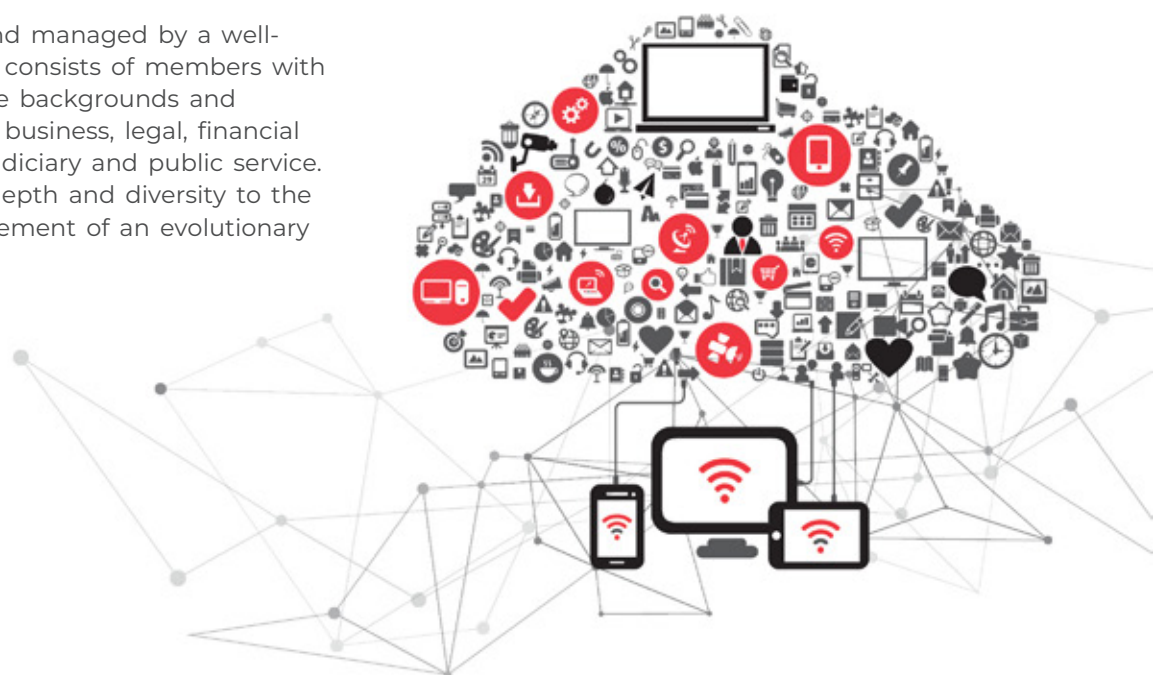 nd managed by a well-
consists of members with
e backgrounds and
business, legal, financial
diciary and public service.
epth and diversity to the
ement of an evolutionary